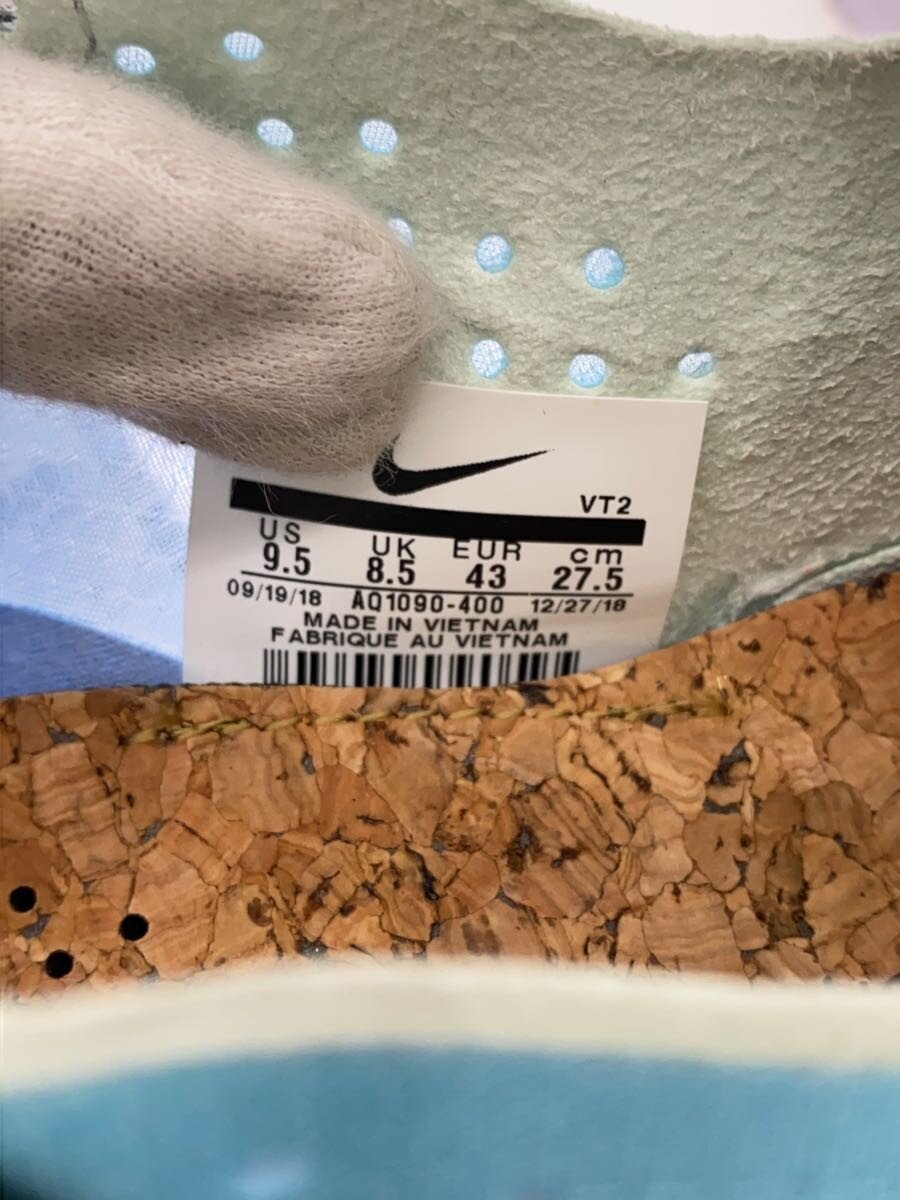 VT2
US UK EUR cm
9.5 8.5 43 27.5
09/19/18 AQ1090-400 12/27/18
MADE IN VIETNAM
FABRIQUE AU VIETNAM